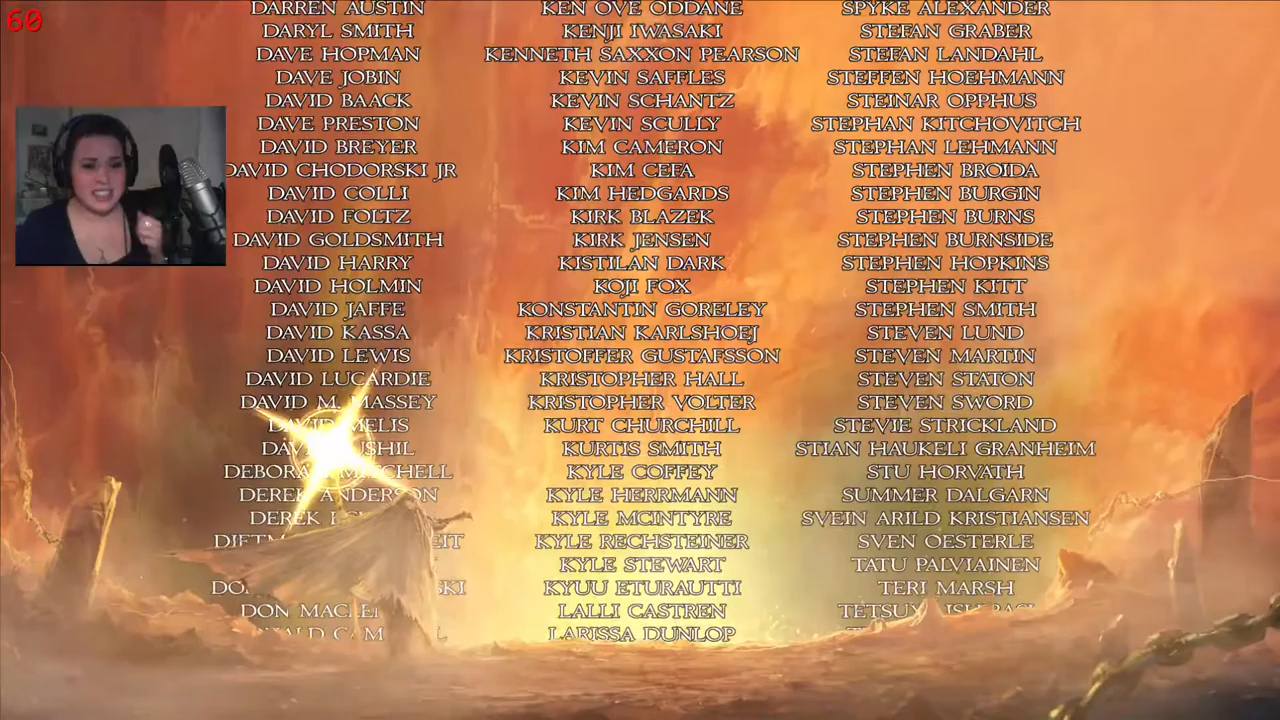 60
DARREN AUSTIN KEN OVE ODDANE SPYKE ALEXANDER
DARYL SMITH KENJI IWASAKI STEFAN GRABER
DAVE HOPMAN KENNETH SAXXON PEARSON STEFAN LANDAHL
DAVE JOBIN KEVIN SAFFLES STEFFEN HOEHMANN
DAVID BAACK KEVIN SCHANTZ STEINAR OPPHUS
DAVE PRESTON KEVIN SCULLY STEPHAN KITCHOVITCH
DAVID BREYER KIM CAMERON STEPHAN LEHMANN
DAVID CHODORSKI JR KIM CEFA STEPHEN BROIDA
DAVID COLLI KIM HEDGARDS STEPHEN BURGIN
DAVID FOLTZ KIRK BLAZEK STEPHEN BURNS
DAVID GOLDSMITH KIRK JENSEN STEPHEN BURNSIDE
DAVID HARRY KISTILAN DARK STEPHEN HOPKINS
DAVID HOLMIN KOJI FOX STEPHEN KITT
DAVID JAFFE KONSTANTIN GORELEY STEPHEN SMITH
DAVID KASSA KRISTIAN KARLSHOEJ STEVEN LUND
DAVID LEWIS KRISTOFFER GUSTAFSSON STEVEN MARTIN
DAVID LUCARDIE KRISTOPHER HALL STEVEN STATON
DAVID M. MASSEY KRISTOPHER VOLTER STEVEN SWORD
DAVID MELIS KURT CHURCHILL STEVIE STRICKLAND
KURTIS SMITH STIAN HAUKELI GRANHEIM
KYLE COFFEY STU HORVATH
DEREK ANDERSON KYLE HERRMANN SUMMER DALGARN
DEREK KYLE MCINTYRE SVEIN ARILD KRISTIANSEN
KYLE RECHSTEINER SVEN OESTERLE
KYLE STEWART TATU PALVIAINEN
KYUU ETURAUTTI TERI MARSH
DON LALLI CASTREN
LARISSA DUNLOP